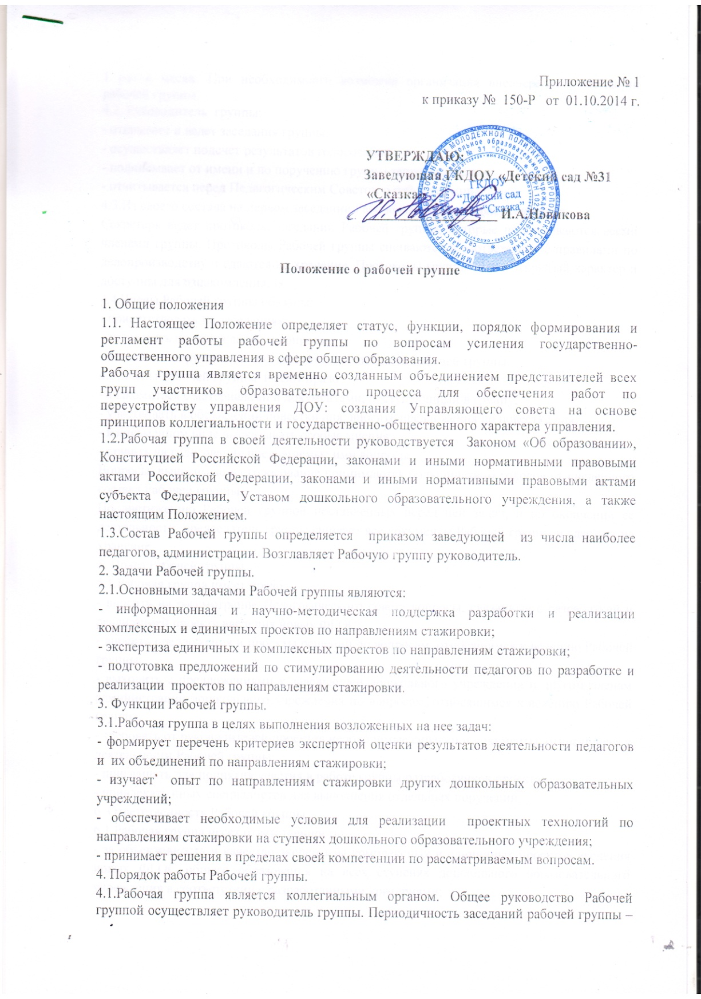 Приложение № 1
к приказу № 150-Р от 01.10.2014 г.
УТВЕРЖДАЮ:
Заведующая ГКДОУ «Детский сад №31
«Сказка»
И.А.Новикова
ГКДОУ
"Детский сад
"Сказка"
Положение о рабочей группе
1. Общие положения
1.1. Настоящее Положение определяет статус, функции, порядок формирования и
регламент работы рабочей группы по вопросам усиления государственно-
общественного управления в сфере общего образования.
Рабочая группа является временно созданным объединением представителей всех
групп участников образовательного процесса для обеспечения работ по
переустройству управления ДОУ: создания Управляющего совета на основе
принципов коллегиальности и государственно-общественного характера управления.
1.2.Рабочая группа в своей деятельности руководствуется Законом «Об образовании»,
Конституцией Российской Федерации, законами и иными нормативными правовыми
актами Российской Федерации, законами и иными нормативными правовыми актами
субъекта Федерации, Уставом дошкольного образовательного учреждения, а также
настоящим Положением.
1.3.Состав Рабочей группы определяется приказом заведующей из числа наиболее
педагогов, администрации. Возглавляет Рабочую группу руководитель.
2. Задачи Рабочей группы.
2.1.Основными задачами Рабочей группы являются:
- информационная и научно-методическая поддержка разработки и реализации
комплексных и единичных проектов по направлениям стажировки;
- экспертиза единичных и комплексных проектов по направлениям стажировки;
- подготовка предложений по стимулированию деятельности педагогов по разработке и
реализации проектов по направлениям стажировки.
3. Функции Рабочей группы.
3.1.Рабочая группа в целях выполнения возложенных на нее задач:
- формирует перечень критериев экспертной оценки результатов деятельности педагогов
и их объединений по направлениям стажировки;
- изучает опыт по направлениям стажировки других дошкольных образовательных
учреждений;
- обеспечивает необходимые условия для реализации проектных технологий по
направлениям стажировки на ступенях дошкольного образовательного учреждения;
- принимает решения в пределах своей компетенции по рассматриваемым вопросам.
4. Порядок работы Рабочей группы.
4.1.Рабочая группа является коллегиальным органом. Общее руководство Рабочей
группой осуществляет руководитель группы. Периодичность заседаний рабочей группы –